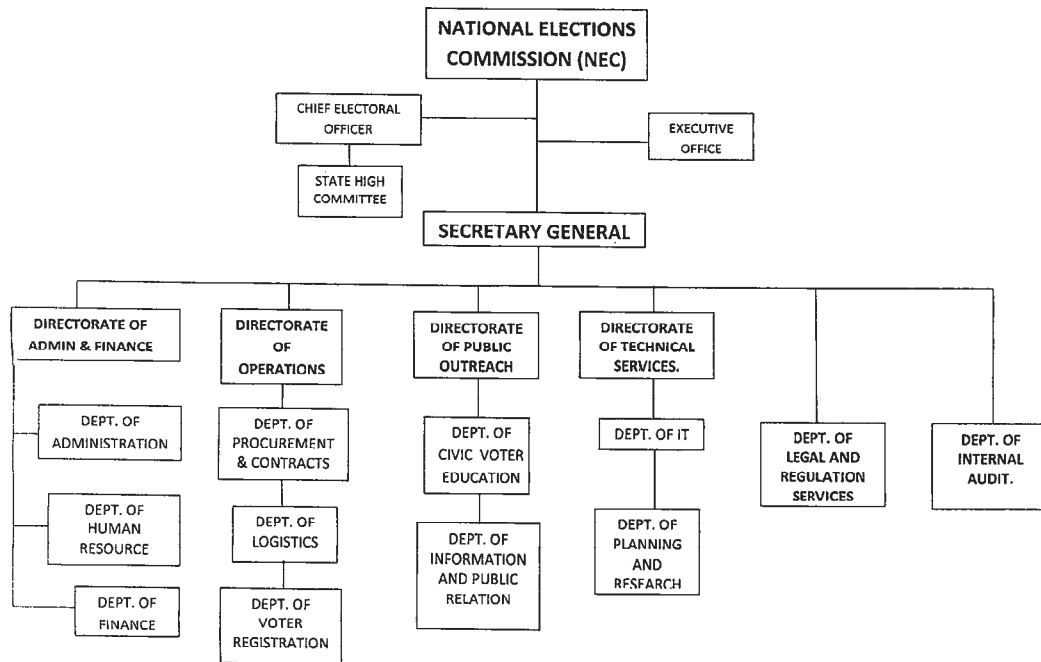 NATIONAL ELECTIONS
COMMISSION (NEC)
CHIEF ELECTORAL
OFFICER
EXECUTIVE
OFFICE
STATE HIGH
COMMITTEE
SECRETARY GENERAL
DIRECTORATE OF
ADMIN & FINANCE
DEPT. OF
ADMINISTRATION
DEPT. OF
HUMAN
RESOURCE
DEPT. OF
FINANCE
DIRECTORATE
OF
OPERATIONS
DEPT. OF
PROCUREMENT
& CONTRACTS
DEPT. OF
LOGISTICS
DEPT. OF
VOTER
REGISTRATION
DIRECTORATE
OF PUBLIC
OUTREACH
DEPT. OF
CIVIC VOTER
EDUCATION
DEPT. OF
INFORMATION
AND PUBLIC
RELATION
DIRECTORATE
OF TECHNICAL
SERVICES.
DEPT. OF IT
DEPT. OF
PLANNING
AND
RESEARCH
DEPT. OF
LEGAL AND
REGULATION
SERVICES
DEPT. OF
INTERNAL
AUDIT.